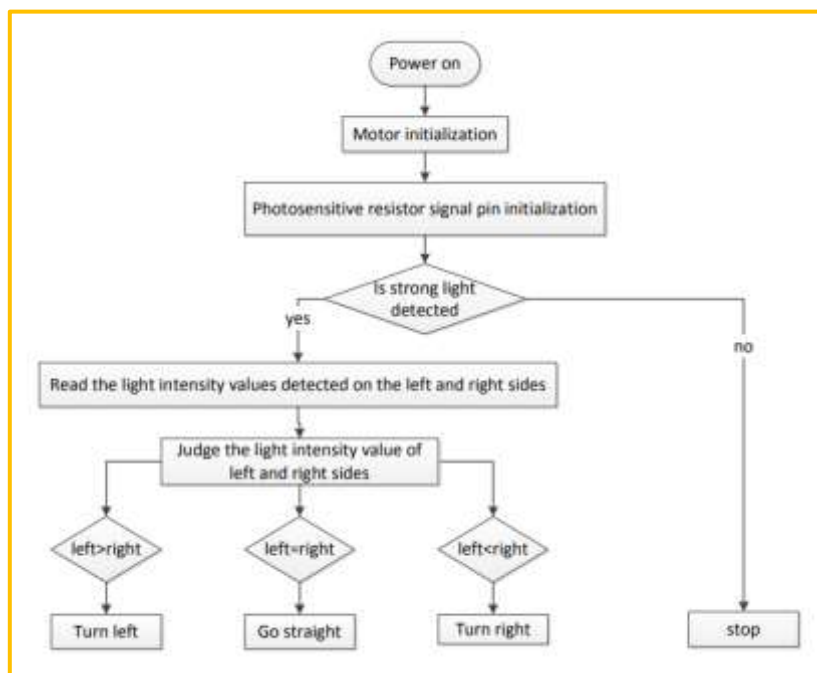 Power on
Motor initialization
Photosensitive resistor signal pin initialization
Is strong light
detected
yes
no
Read the light intensity values detected on the left and right sides
Judge the light intensity value of
left and right sides
left>right
left=right
left<right
Turn left
Go straight
Turn right
stop